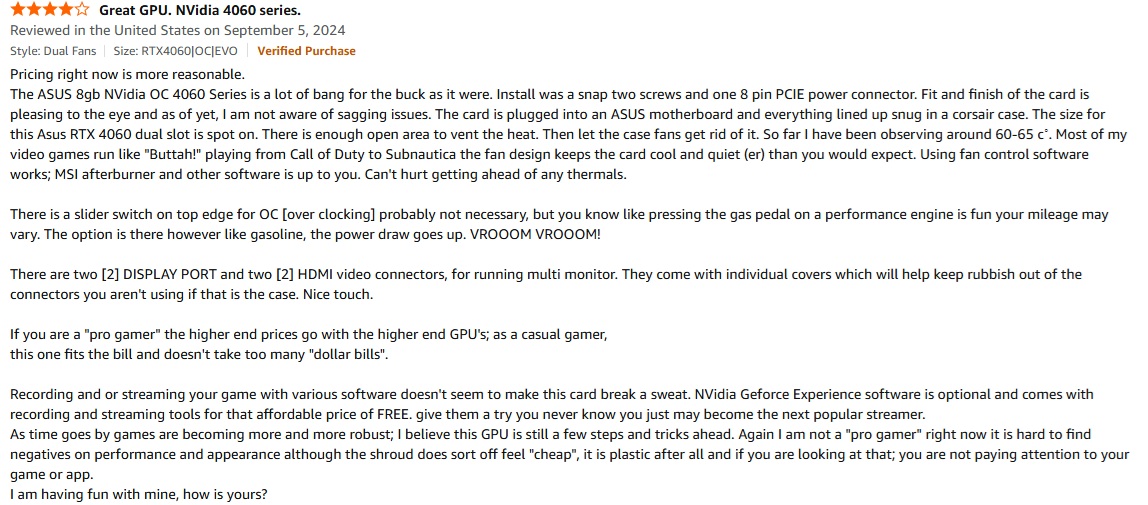 Great GPU. NVidia 4060 series.
Reviewed in the United States on September 5, 2024
Style: Dual Fans | Size: RTX4060|OC|EVO | Verified Purchase
Pricing right now is more reasonable.
The ASUS 8gb NVidia OC 4060 Series is a lot of bang for the buck as it were. Install was a snap two screws and one 8 pin PCIE power connector. Fit and finish of the card is
pleasing to the eye and as of yet, I am not aware of sagging issues. The card is plugged into an ASUS motherboard and everything lined up snug in a corsair case. The size for
this Asus RTX 4060 dual slot is spot on. There is enough open area to vent the heat. Then let the case fans get rid of it. So far I have been observing around 60-65 c˚. Most of my
video games run like "Buttah!" playing from Call of Duty to Subnautica the fan design keeps the card cool and quiet (er) than you would expect. Using fan control software
works; MSI afterburner and other software is up to you. Can't hurt getting ahead of any thermals.
There is a slider switch on top edge for OC [over clocking] probably not necessary, but you know like pressing the gas pedal on a performance engine is fun your mileage may
vary. The option is there however like gasoline, the power draw goes up. VROOOM VROOOM!
There are two [2] DISPLAY PORT and two [2] HDMI video connectors, for running multi monitor. They come with individual covers which will help keep rubbish out of the
connectors you aren't using if that is the case. Nice touch.
If you are a "pro gamer" the higher end prices go with the higher end GPU's; as a casual gamer,
this one fits the bill and doesn't take too many "dollar bills".
Recording and or streaming your game with various software doesn't seem to make this card break a sweat. NVidia Geforce Experience software is optional and comes with
recording and streaming tools for that affordable price of FREE. give them a try you never know you just may become the next popular streamer.
As time goes by games are becoming more and more robust; I believe this GPU is still a few steps and tricks ahead. Again I am not a "pro gamer" right now it is hard to find
negatives on performance and appearance although the shroud does sort off feel "cheap", it is plastic after all and if you are looking at that; you are not paying attention to your
game or app.
I am having fun with mine, how is yours?